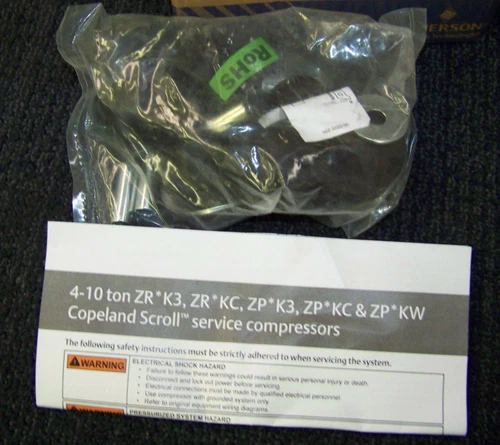 EMERSON
RoHS
4-10 ton ZR*K3, ZR*KC, ZP*K3, ZP*KC & ZP*KW
Copeland Scroll™ service compressors
The following safety instructions must be strictly adhered to when servicing the system.
WARNING
ELECTRICAL SHOCK HAZARD
• Failure to follow these warnings could result in serious personal injury or death.
• Disconnect and lock out power before servicing.
• Electrical connections must be made by qualified electrical personnel.
• Use compressor with grounded system only.
• Refer to original equipment wiring diagrams.
WARNING
PRESSURIZED SYSTEM HAZARD